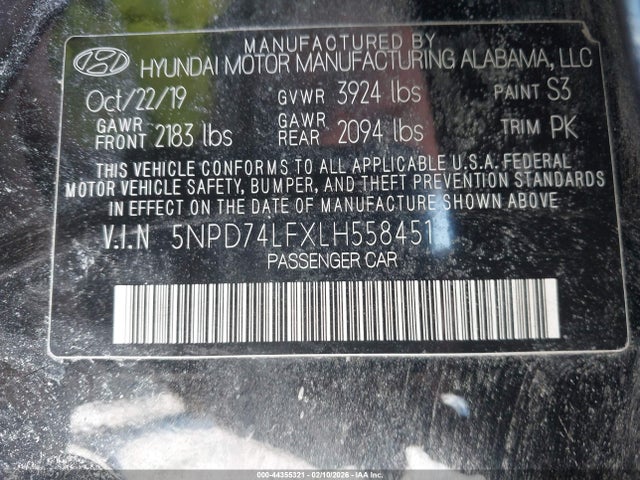 MANUFACTURED BY
HYUNDAI MOTOR MANUFACTURING ALABAMA, LLC
Oct/22/19 GVWR 3924 lbs PAINT S3
GAWR FRONT 2183 lbs GAWR REAR 2094 lbs TRIM PK
THIS VEHICLE CONFORMS TO ALL APPLICABLE U.S.A. FEDERAL
MOTOR VEHICLE SAFETY, BUMPER, AND THEFT PREVENTION STANDARDS
IN EFFECT ON THE DATE OF MANUFACTURE SHOWN ABOVE.
V.I.N 5NPD74LFXLH558451
PASSENGER CAR
000-44355321 - 02/10/2026 - IAA Inc.